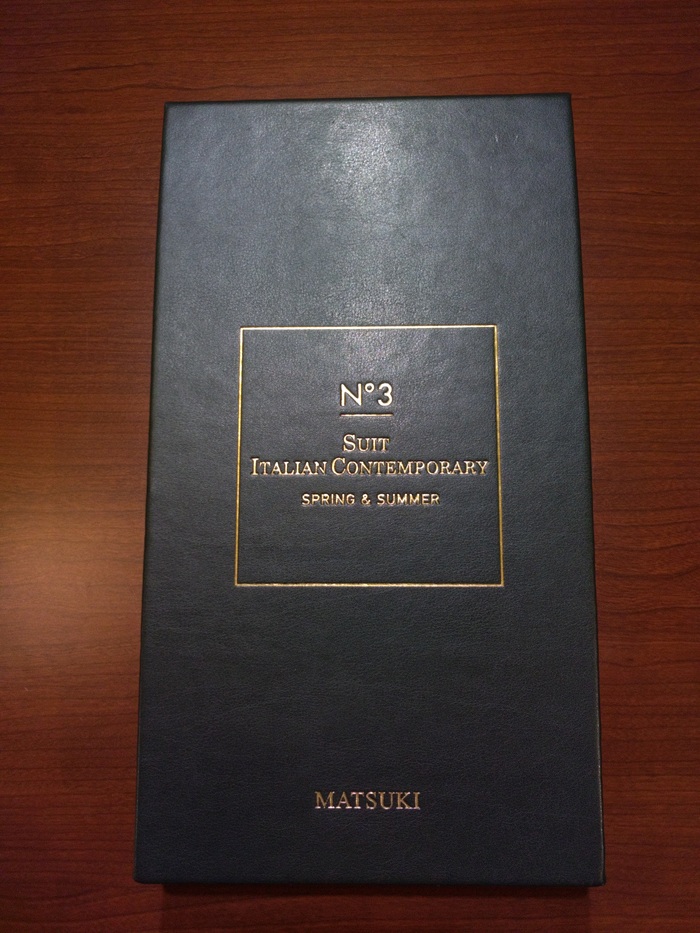 N°3
SUIT
ITALIAN CONTEMPORARY
SPRING & SUMMER
MATSUKI